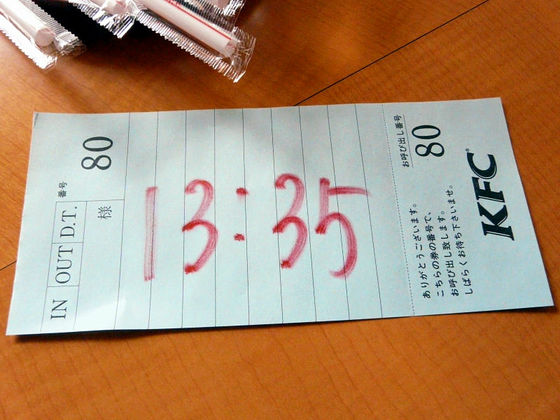 IN OUT D.T.
番号 80
様
13:35
お呼び出し番号
80
ありがとうございます。
こちらの券の番号で、
お呼び出し致します。
しばらくお待ち下さいませ。
KFC